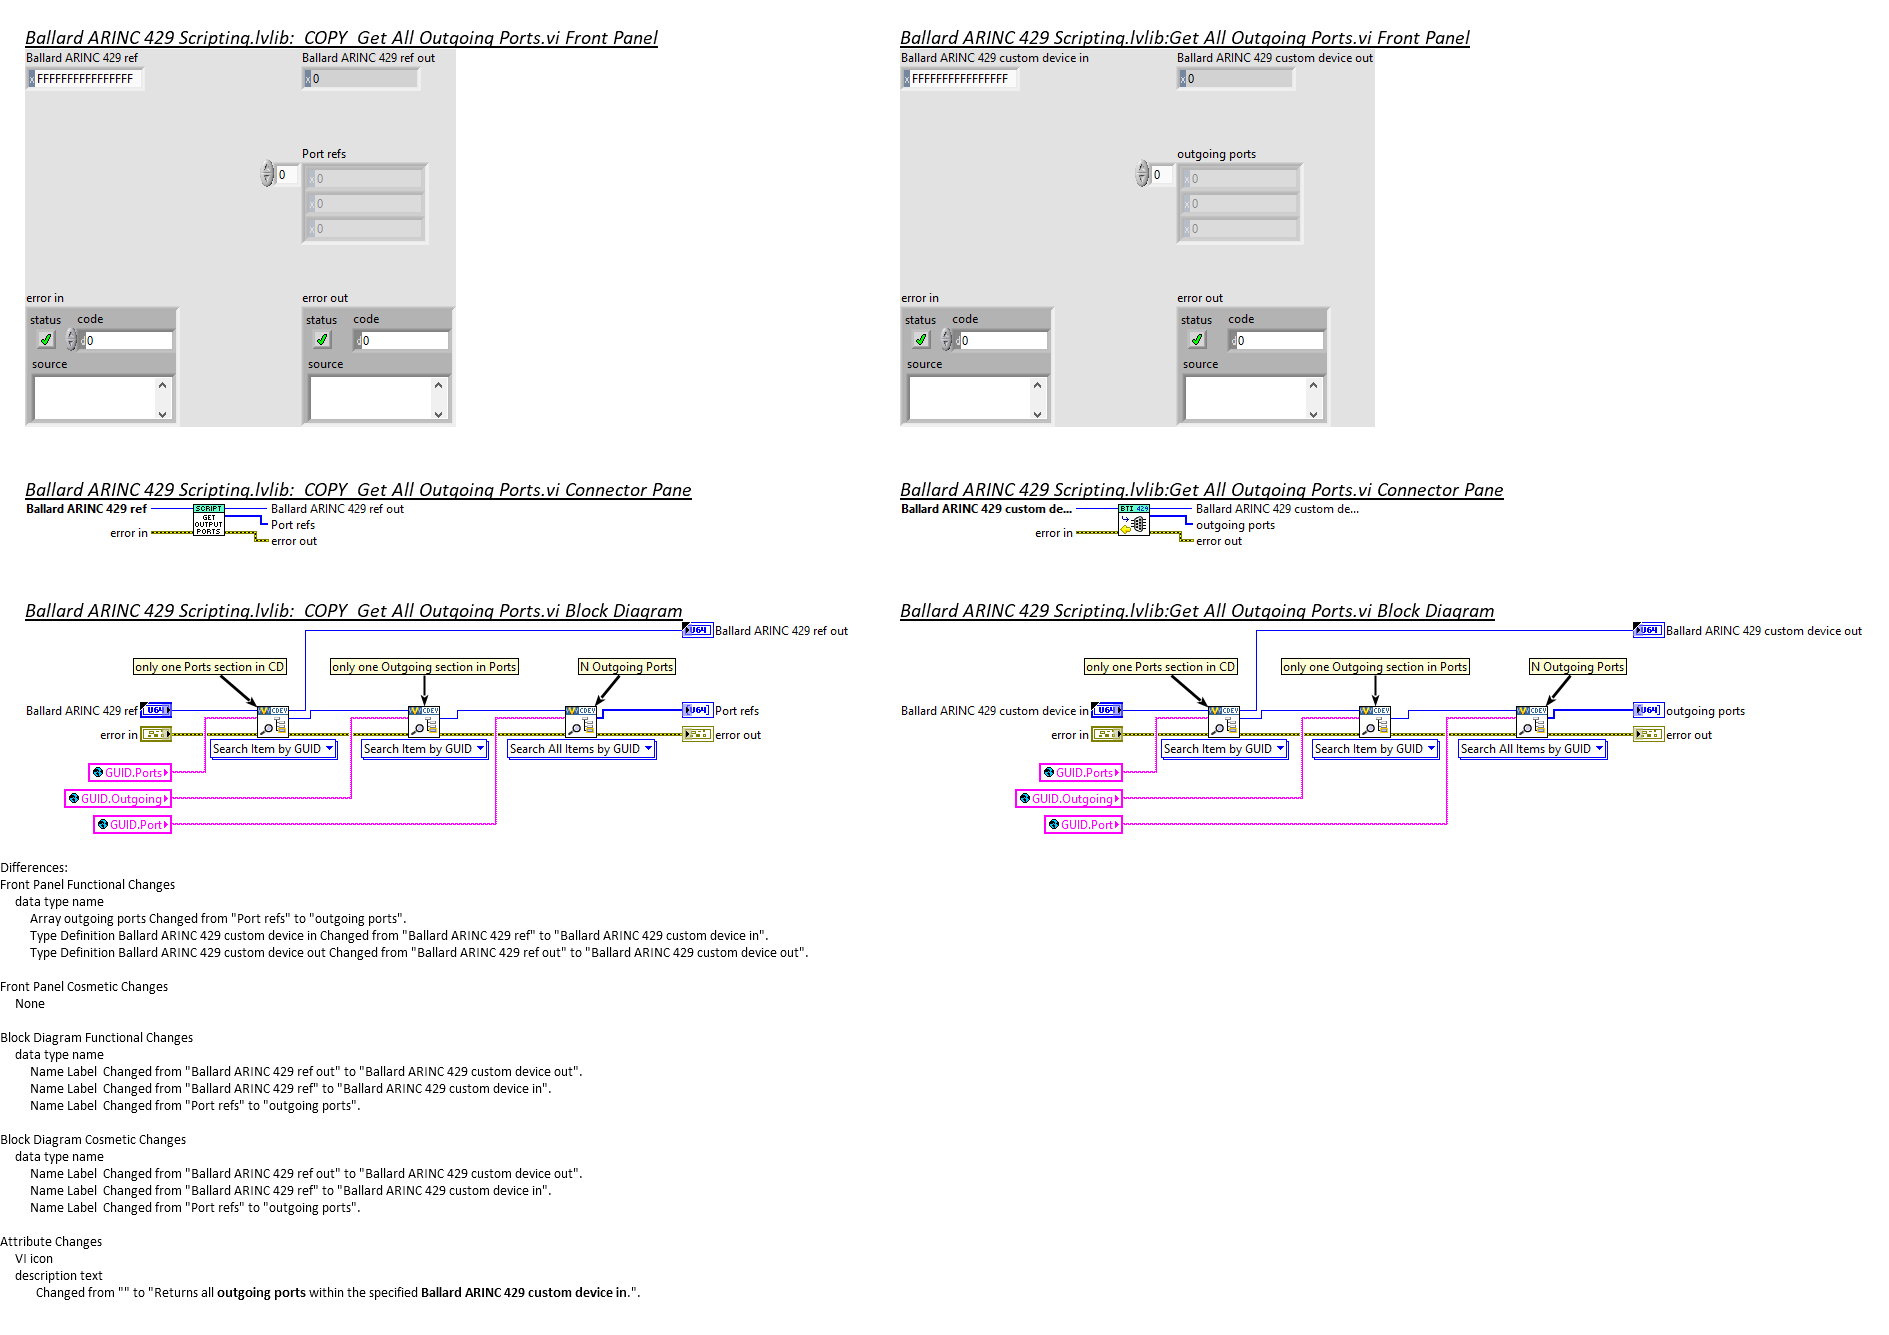 Ballard ARINC 429 Scripting.lvlib:  COPY  Get All Outgoing Ports.vi Front Panel
Ballard ARINC 429 ref
Ballard ARINC 429 ref out
x FFFFFFFFFFFFFFFF
x 0
Port refs
0
x 0
x 0
x 0
error in
error out
status code
status code
d 0
d 0
source
source
Ballard ARINC 429 Scripting.lvlib:Get All Outgoing Ports.vi Front Panel
Ballard ARINC 429 custom device in
Ballard ARINC 429 custom device out
x FFFFFFFFFFFFFFFF
x 0
outgoing ports
0
x 0
x 0
x 0
error in
error out
status code
status code
d 0
d 0
source
source
Ballard ARINC 429 Scripting.lvlib:  COPY  Get All Outgoing Ports.vi Connector Pane
Ballard ARINC 429 ref
SCRIPT
GET
OUTPUT
PORTS
Ballard ARINC 429 ref out
Port refs
error in
error out
Ballard ARINC 429 Scripting.lvlib:Get All Outgoing Ports.vi Connector Pane
Ballard ARINC 429 custom de...
BTI 429
Ballard ARINC 429 custom de...
outgoing ports
error in
error out
Ballard ARINC 429 Scripting.lvlib:  COPY  Get All Outgoing Ports.vi Block Diagram
U64
Ballard ARINC 429 ref out
only one Ports section in CD
only one Outgoing section in Ports
N Outgoing Ports
Ballard ARINC 429 ref
U64
CDEV
CDEV
CDEV
U64
Port refs
error in
error out
Search Item by GUID
Search Item by GUID
Search All Items by GUID
GUID.Ports
GUID.Outgoing
GUID.Port
Ballard ARINC 429 Scripting.lvlib:Get All Outgoing Ports.vi Block Diagram
U64
Ballard ARINC 429 custom device out
only one Ports section in CD
only one Outgoing section in Ports
N Outgoing Ports
Ballard ARINC 429 custom device in
U64
CDEV
CDEV
CDEV
U64
outgoing ports
error in
error out
Search Item by GUID
Search Item by GUID
Search All Items by GUID
GUID.Ports
GUID.Outgoing
GUID.Port
Differences:
Front Panel Functional Changes
data type name
Array outgoing ports Changed from "Port refs" to "outgoing ports".
Type Definition Ballard ARINC 429 custom device in Changed from "Ballard ARINC 429 ref" to "Ballard ARINC 429 custom device in".
Type Definition Ballard ARINC 429 custom device out Changed from "Ballard ARINC 429 ref out" to "Ballard ARINC 429 custom device out".
Front Panel Cosmetic Changes
None
Block Diagram Functional Changes
data type name
Name Label  Changed from "Ballard ARINC 429 ref out" to "Ballard ARINC 429 custom device out".
Name Label  Changed from "Ballard ARINC 429 ref" to "Ballard ARINC 429 custom device in".
Name Label  Changed from "Port refs" to "outgoing ports".
Block Diagram Cosmetic Changes
data type name
Name Label  Changed from "Ballard ARINC 429 ref out" to "Ballard ARINC 429 custom device out".
Name Label  Changed from "Ballard ARINC 429 ref" to "Ballard ARINC 429 custom device in".
Name Label  Changed from "Port refs" to "outgoing ports".
Attribute Changes
VI icon
description text
Changed from "" to "Returns all outgoing ports within the specified Ballard ARINC 429 custom device in.".